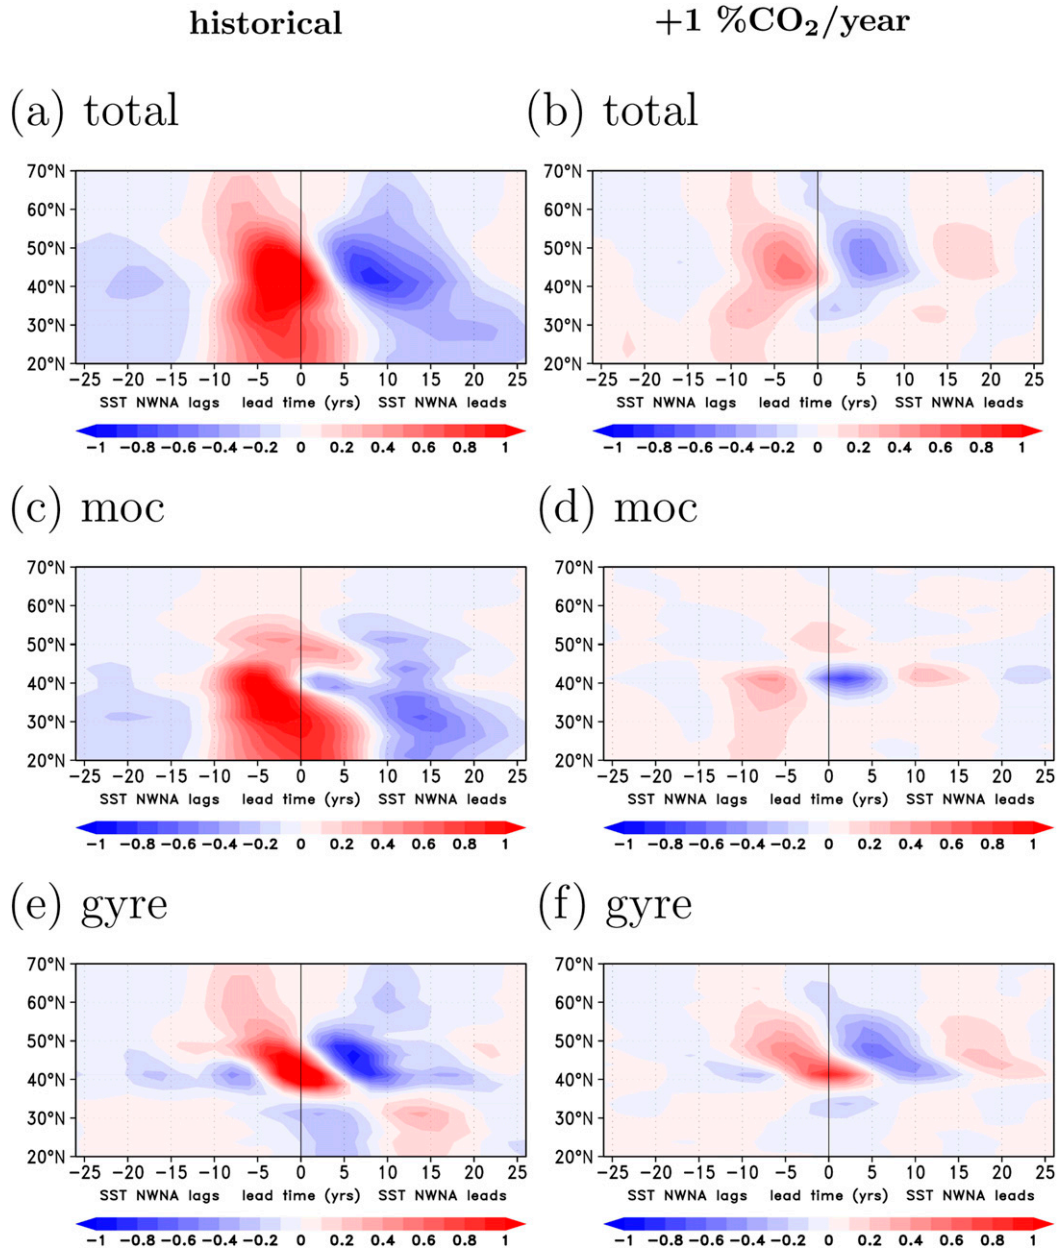 historical +1 %CO₂/year
(a) total (b) total
70°N 70°N
60°N 60°N
50°N 50°N
40°N 40°N
30°N 30°N
20°N 20°N
−25 −20 −15 −10 −5 0 5 10 15 20 25 −25 −20 −15 −10 −5 0 5 10 15 20 25
SST NWNA lags lead time (yrs) SST NWNA leads SST NWNA lags lead time (yrs) SST NWNA leads
−1 −0.8 −0.6 −0.4 −0.2 0 0.2 0.4 0.6 0.8 1 −1 −0.8 −0.6 −0.4 −0.2 0 0.2 0.4 0.6 0.8 1
(c) moc (d) moc
70°N 70°N
60°N 60°N
50°N 50°N
40°N 40°N
30°N 30°N
20°N 20°N
−25 −20 −15 −10 −5 0 5 10 15 20 25 −25 −20 −15 −10 −5 0 5 10 15 20 25
SST NWNA lags lead time (yrs) SST NWNA leads SST NWNA lags lead time (yrs) SST NWNA leads
−1 −0.8 −0.6 −0.4 −0.2 0 0.2 0.4 0.6 0.8 1 −1 −0.8 −0.6 −0.4 −0.2 0 0.2 0.4 0.6 0.8 1
(e) gyre (f) gyre
70°N 70°N
60°N 60°N
50°N 50°N
40°N 40°N
30°N 30°N
20°N 20°N
−25 −20 −15 −10 −5 0 5 10 15 20 25 −25 −20 −15 −10 −5 0 5 10 15 20 25
SST NWNA lags lead time (yrs) SST NWNA leads SST NWNA lags lead time (yrs) SST NWNA leads
−1 −0.8 −0.6 −0.4 −0.2 0 0.2 0.4 0.6 0.8 1 −1 −0.8 −0.6 −0.4 −0.2 0 0.2 0.4 0.6 0.8 1